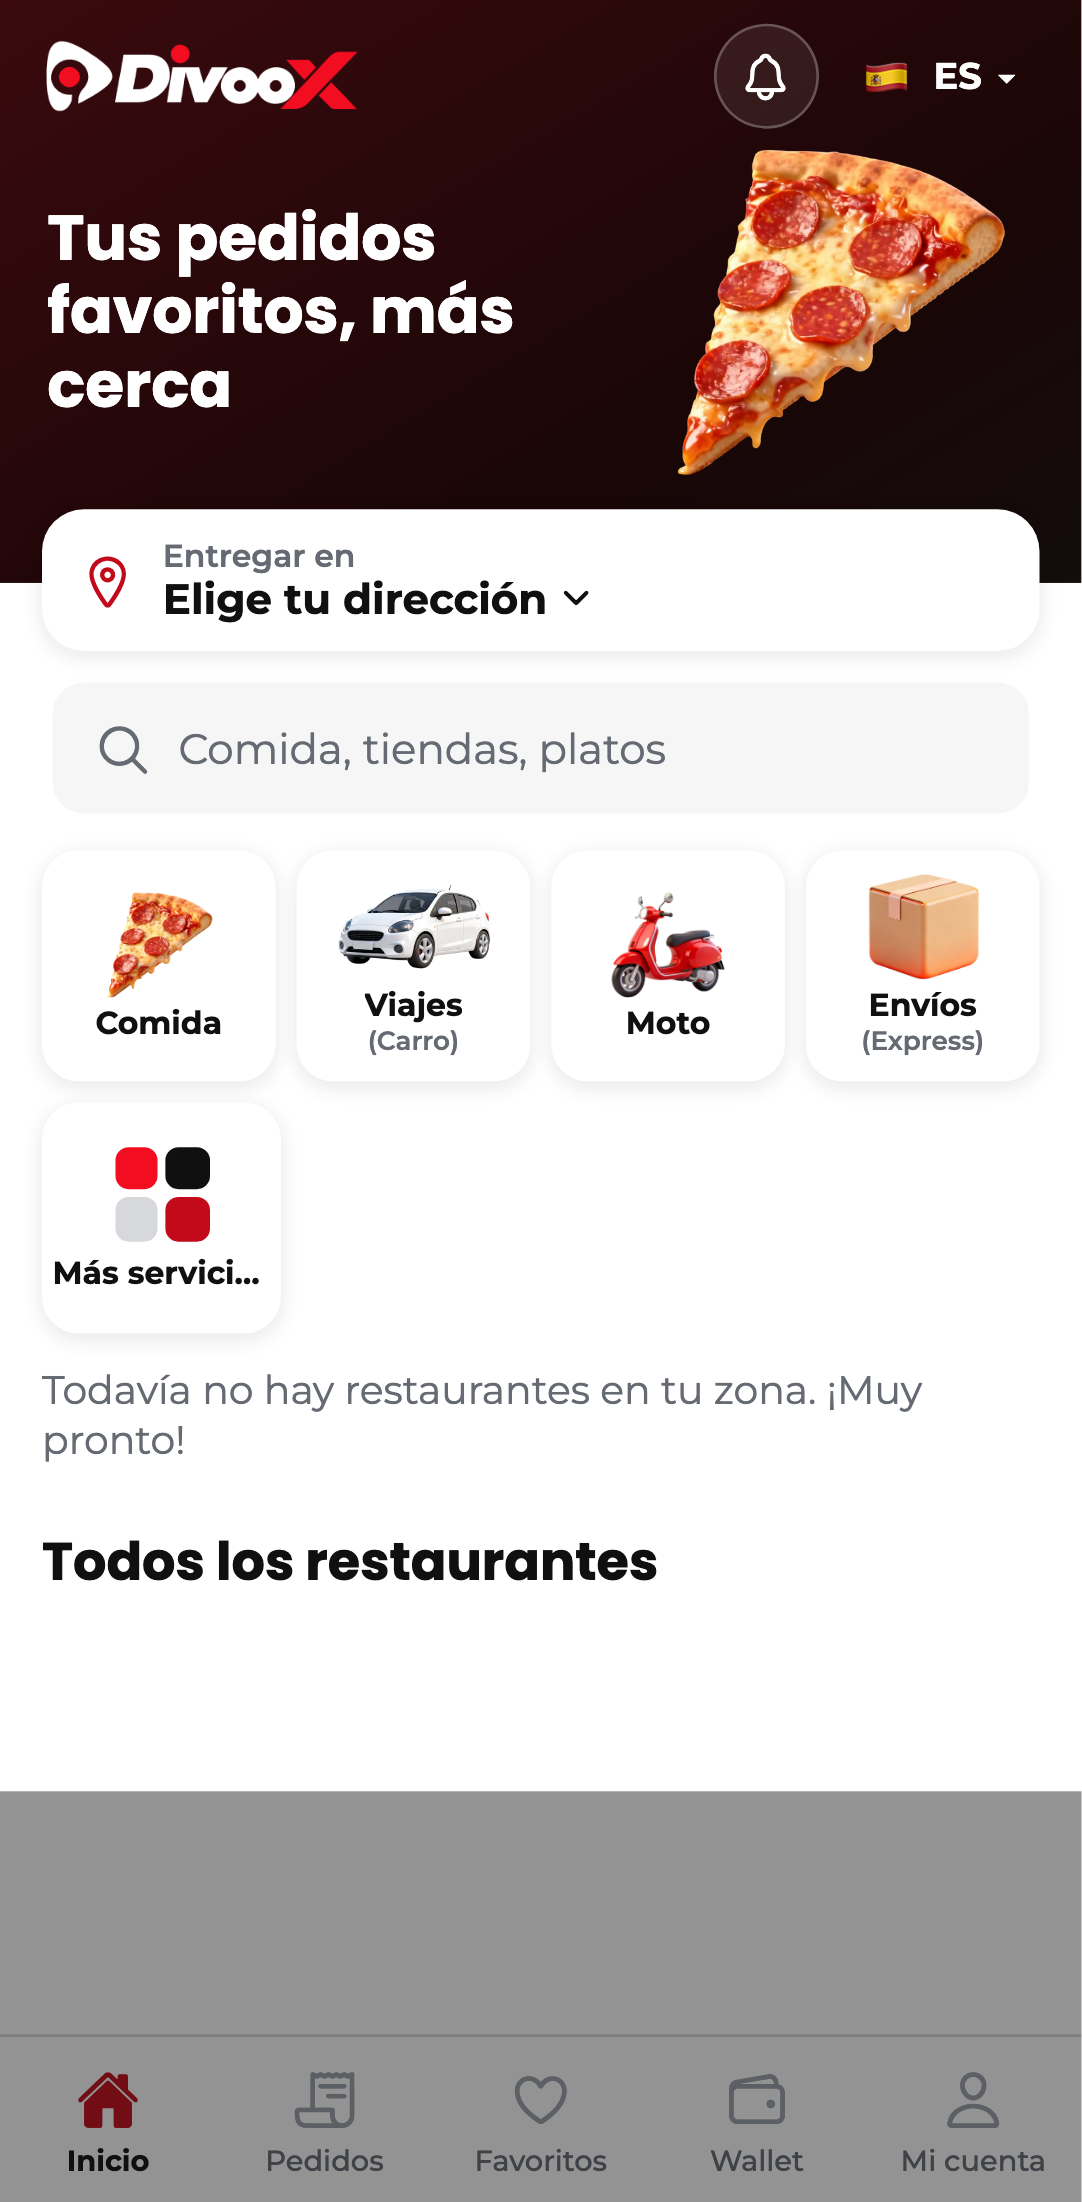 DivooX
ES
Tus pedidos
favoritos, más
cerca
Entregar en
Elige tu dirección
Comida, tiendas, platos
Comida
Viajes
(Carro)
Moto
Envíos
(Express)
Más servici...
Todavía no hay restaurantes en tu zona. ¡Muy
pronto!
Todos los restaurantes
Inicio
Pedidos
Favoritos
Wallet
Mi cuenta